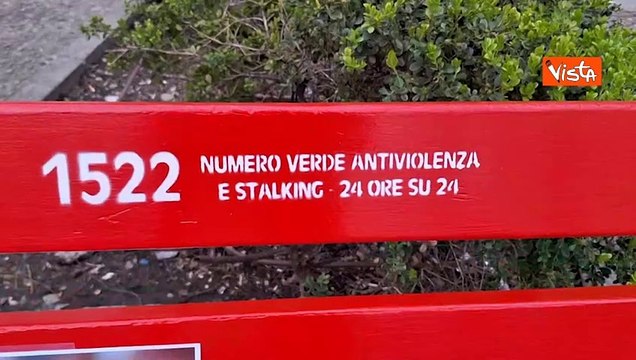 Vista
1522 NUMERO VERDE ANTIVIOLENZA
E STALKING - 24 ORE SU 24